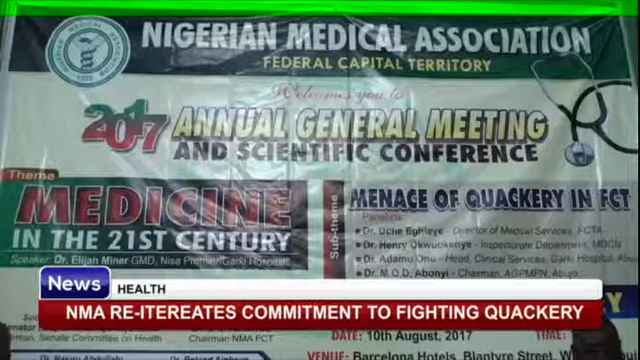 NIGERIAN MEDICAL ASSOCIATION
FEDERAL CAPITAL TERRITORY
Welcomes you to
2017 ANNUAL GENERAL MEETING
AND SCIENTIFIC CONFERENCE
Theme
MEDICINE
IN THE 21ST CENTURY
Speaker: Dr. Elijah Miner GMD, Nisa Premier/Garki Hospitals
Sub-theme
MENACE OF QUACKERY IN FCT
Panelists:
• Dr. Uche Egheye - Director of Medical Services, FCTA
• Dr. Henry Okwuokenye - Inspectorate Department, MDCN
• Dr. Adamu Onu - Head, Clinical Services, Garki Hospital
• Dr. M.O.D. Abonyi - Chairman, AGPMPN, Abuja
News
HEALTH
NMA RE-ITEREATES COMMITMENT TO FIGHTING QUACKERY
Y
Chairman, Senate Committee on Health
Chairman NMA FCT
DATE: 10th August, 2017
TIME:
VENUE: Barcelona Hotels, Blantyre Street,